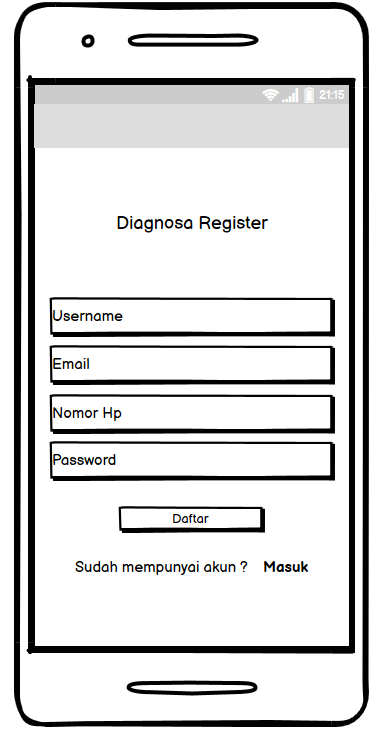 21:15
Diagnosa Register
Username
Email
Nomor Hp
Password
Daftar
Sudah mempunyai akun ? Masuk